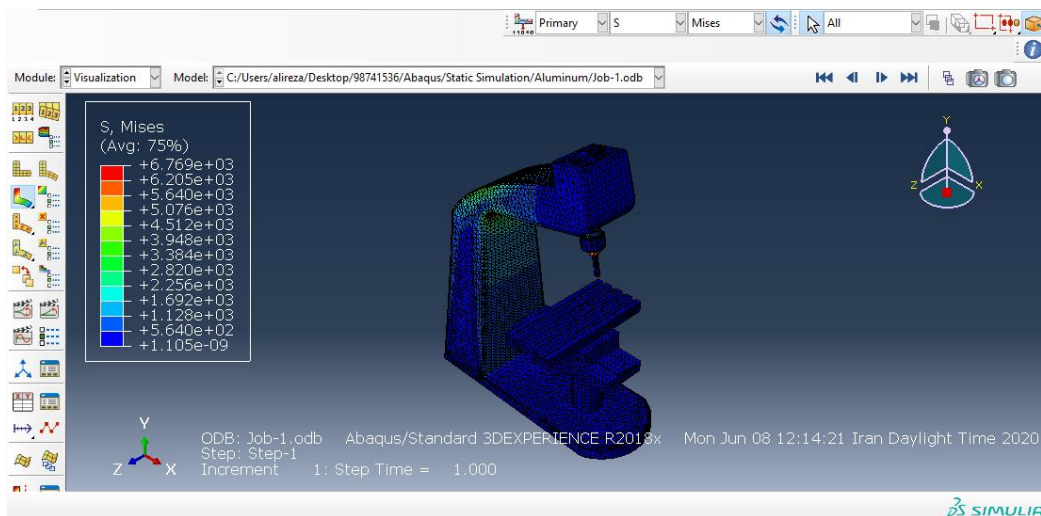 Primary S Mises All
Module: Visualization Model: C:/Users/alireza/Desktop/98741536/Abaqus/Static Simulation/Aluminum/Job-1.odb
S, Mises
(Avg: 75%)
+6.769e+03
+6.205e+03
+5.640e+03
+5.076e+03
+4.512e+03
+3.948e+03
+3.384e+03
+2.820e+03
+2.256e+03
+1.692e+03
+1.128e+03
+5.640e+02
+1.105e-09
Y
Z X
Y
Z X
ODB: Job-1.odb Abaqus/Standard 3DEXPERIENCE R2018x Mon Jun 08 12:14:21 Iran Daylight Time 2020
Step: Step-1
Increment 1: Step Time = 1.000
SIMULIA